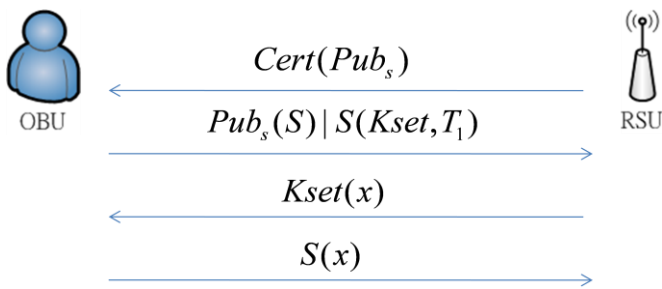 Cert(Pub_s)
OBU
RSU
Pub_s(S) | S(Kset,T_1)
Kset(x)
S(x)